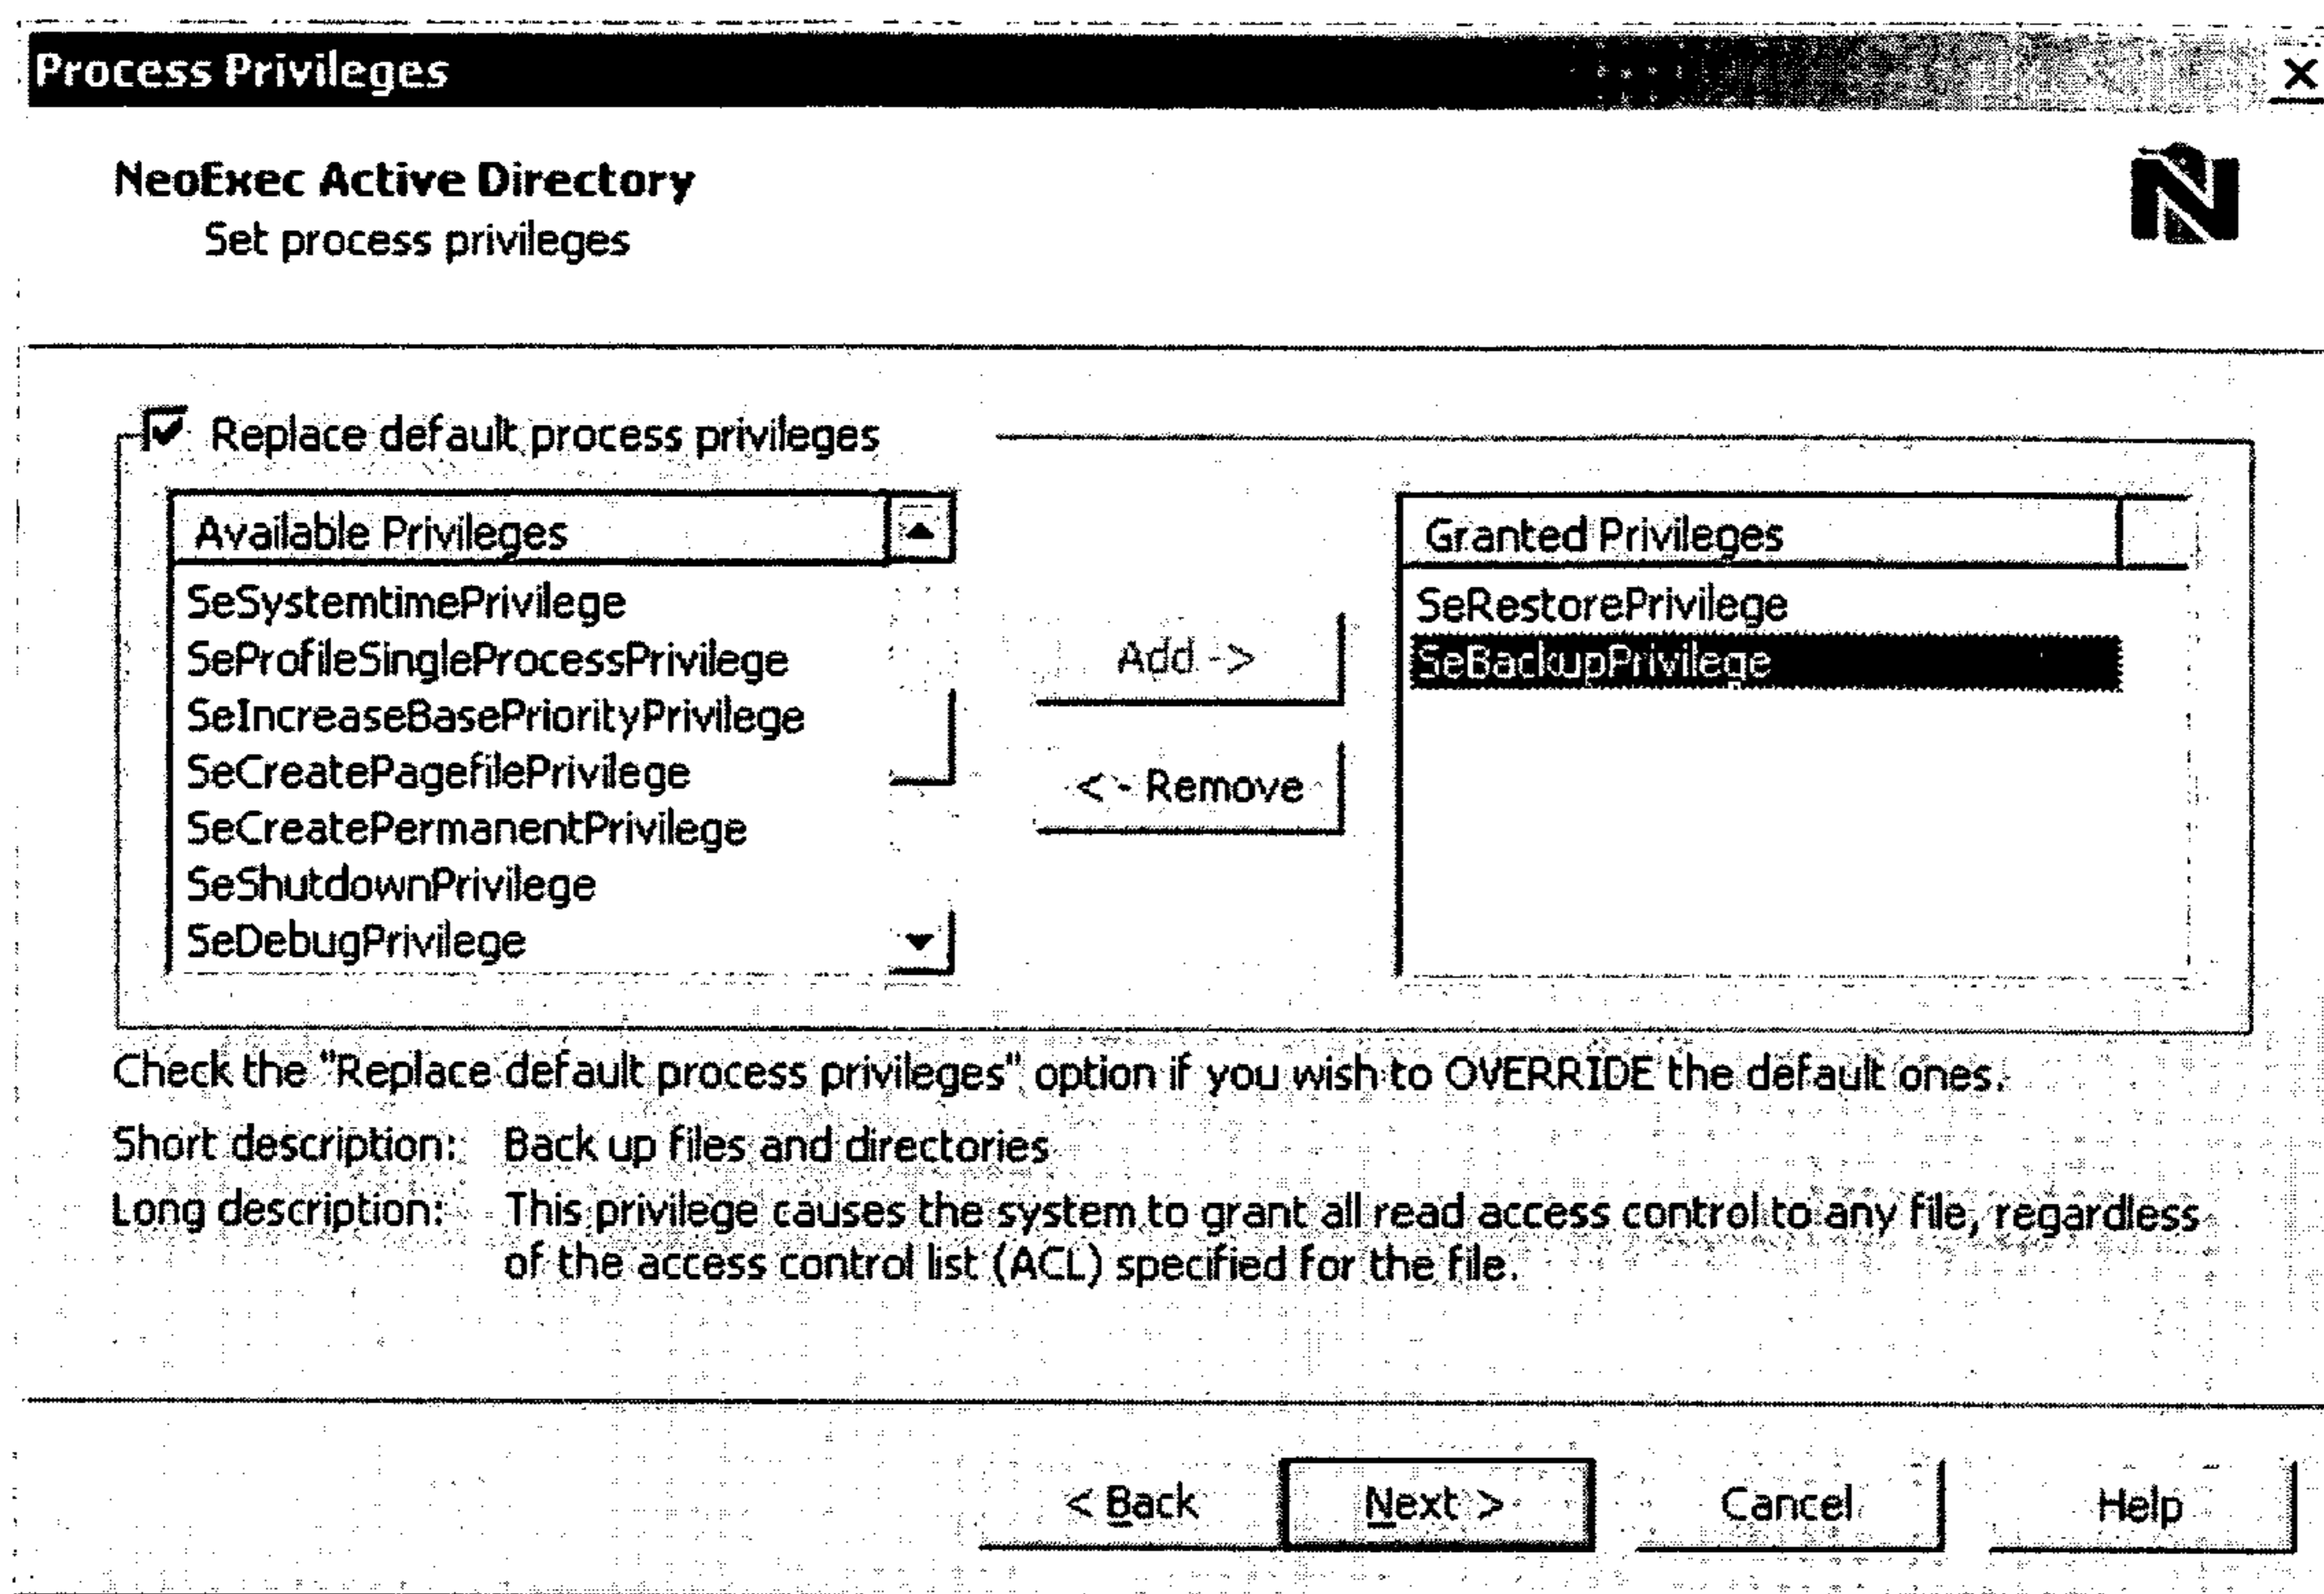 Process Privileges
NeoExec Active Directory
Set process privileges
Replace default process privileges
Available Privileges
SeSystemtimePrivilege
SeProfileSingleProcessPrivilege
SeIncreaseBasePriorityPrivilege
SeCreatePagefilePrivilege
SeCreatePermanentPrivilege
SeShutdownPrivilege
SeDebugPrivilege
Add ->
<- Remove
Granted Privileges
SeRestorePrivilege
SeBackupPrivilege
Check the "Replace default process privileges" option if you wish to OVERRIDE the default ones.
Short description: Back up files and directories
Long description: This privilege causes the system to grant all read access control to any file, regardless
of the access control list (ACL) specified for the file.
< Back
Next >
Cancel
Help